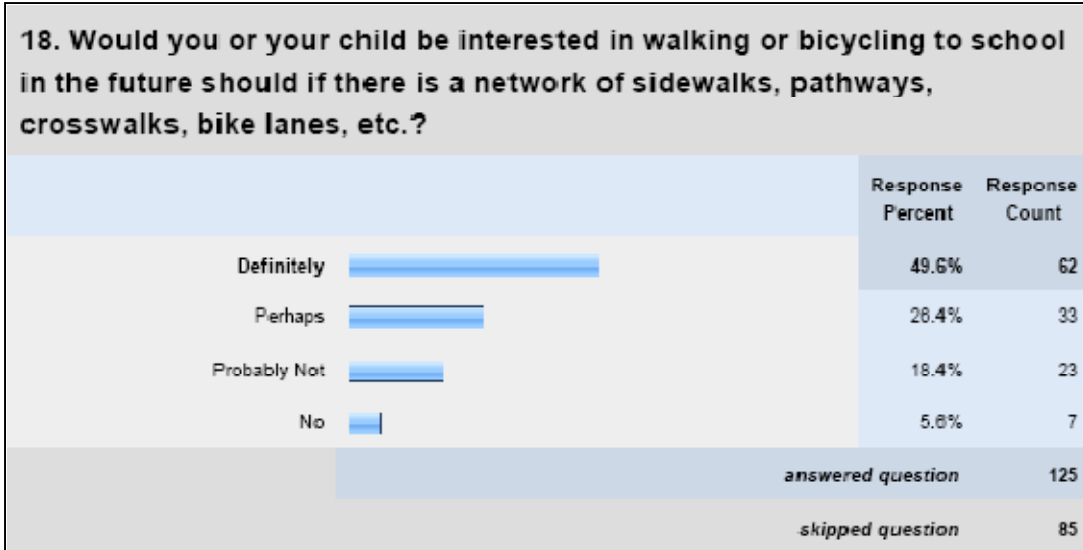 18. Would you or your child be interested in walking or bicycling to school
in the future should if there is a network of sidewalks, pathways,
crosswalks, bike lanes, etc.?
Response Percent Response Count
Definitely 49.6% 62
Perhaps 26.4% 33
Probably Not 18.4% 23
No 5.6% 7
answered question 125
skipped question 85